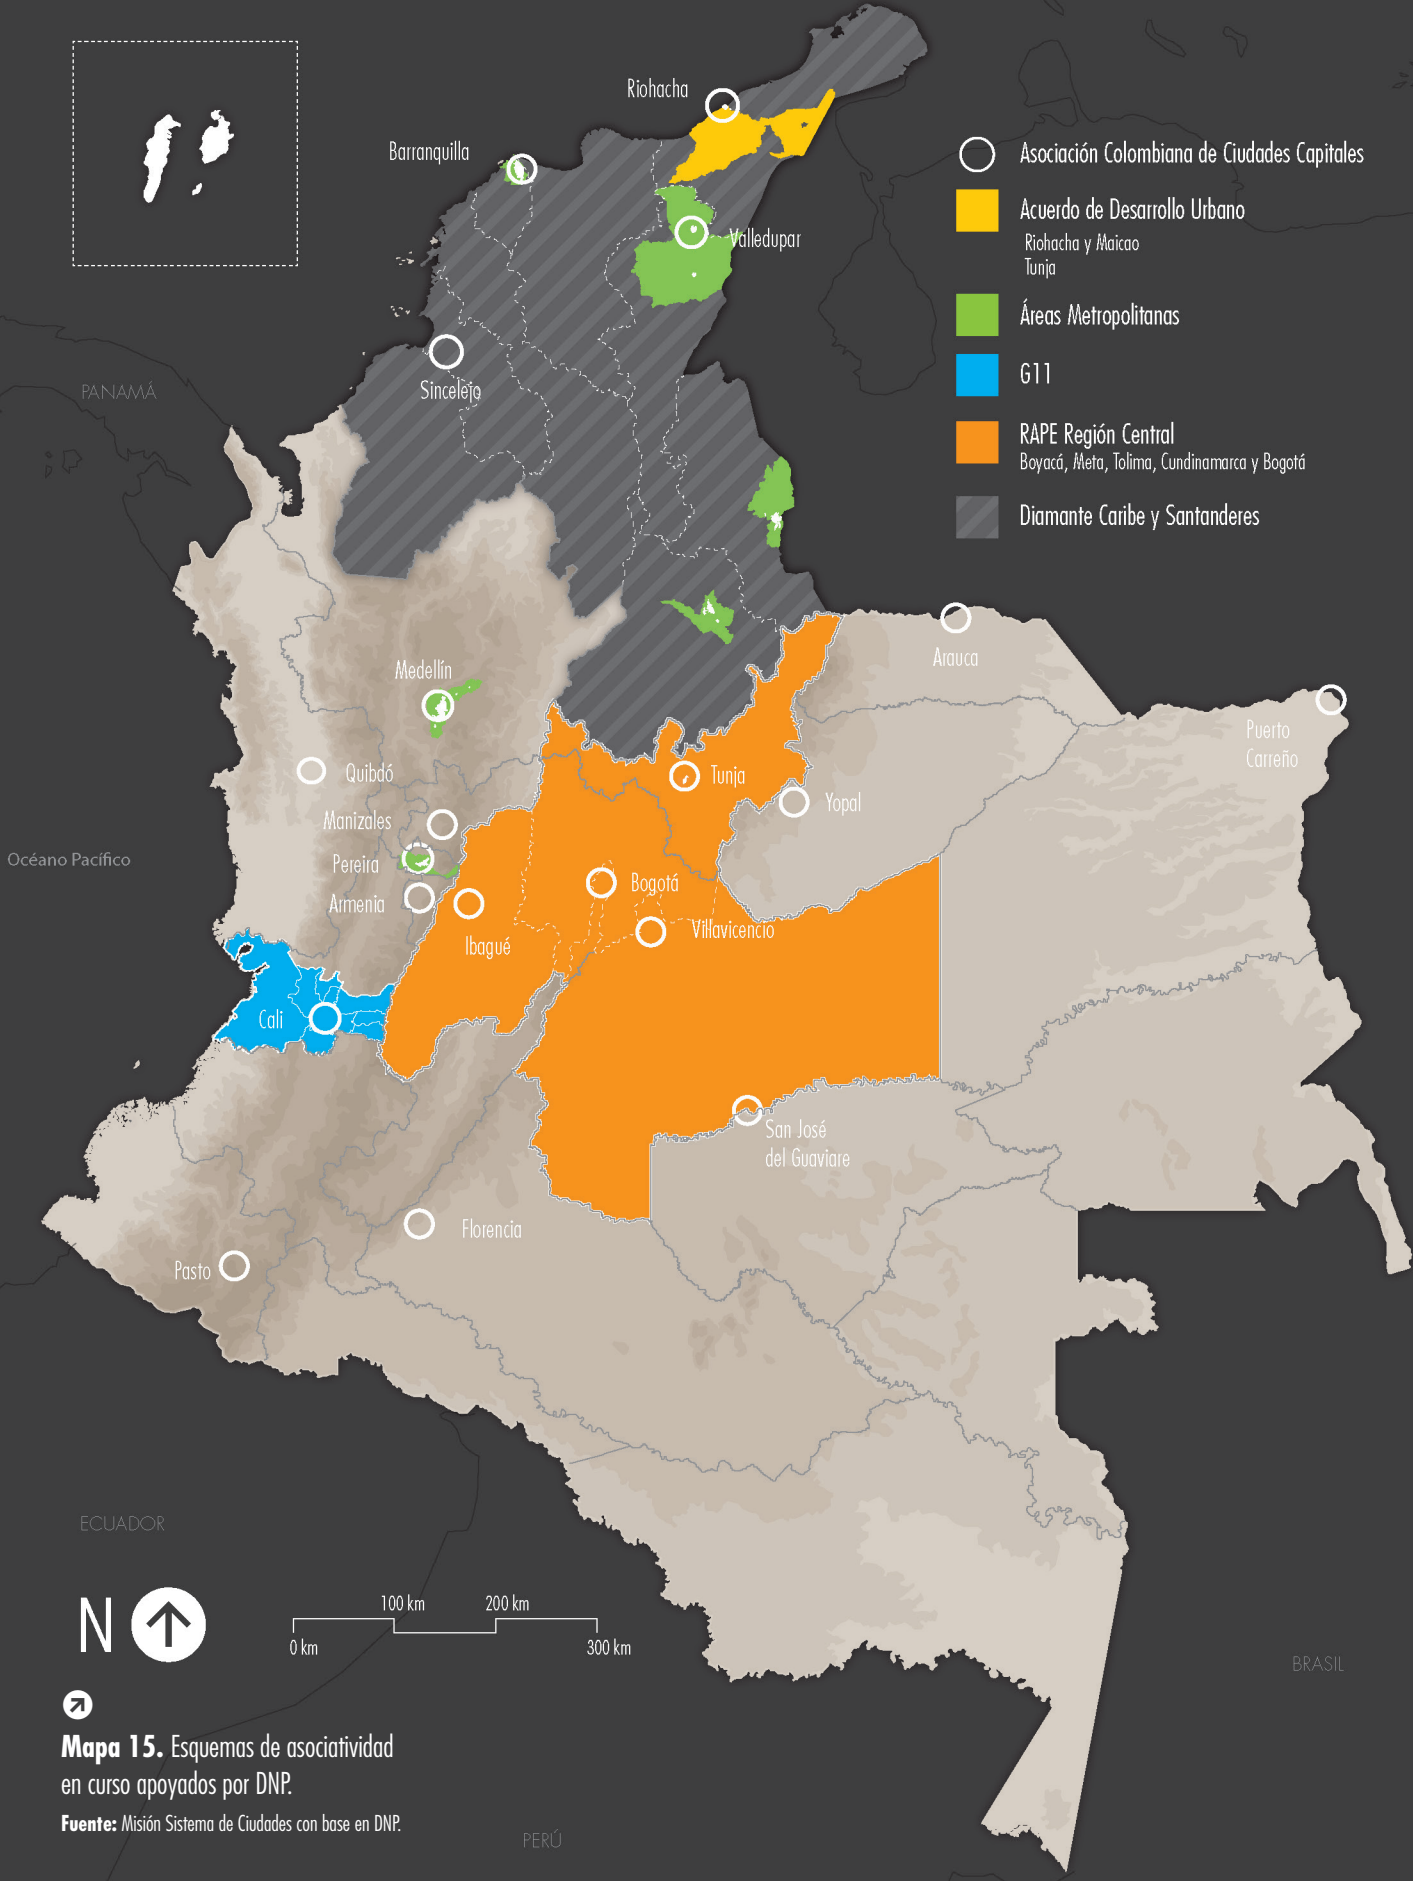 Riohacha
Barranquilla
Valledupar
Sincelejo
PANAMÁ
Asociación Colombiana de Ciudades Capitales
Acuerdo de Desarrollo Urbano
Riohacha y Maicao
Tunja
Áreas Metropolitanas
G11
RAPE Región Central
Boyacá, Meta, Tolima, Cundinamarca y Bogotá
Diamante Caribe y Santanderes
Arauca
Medellín
Puerto
Carreño
Quibdó
Tunja
Yopal
Manizales
Océano Pacífico
Pereira
Bogotá
Armenia
Villavicencio
Ibagué
Cali
San José
del Guaviare
Florencia
Pasto
ECUADOR
N
100 km
200 km
0 km
300 km
BRASIL
Mapa 15. Esquemas de asociatividad
en curso apoyados por DNP.
Fuente: Misión Sistema de Ciudades con base en DNP.
PERÚ